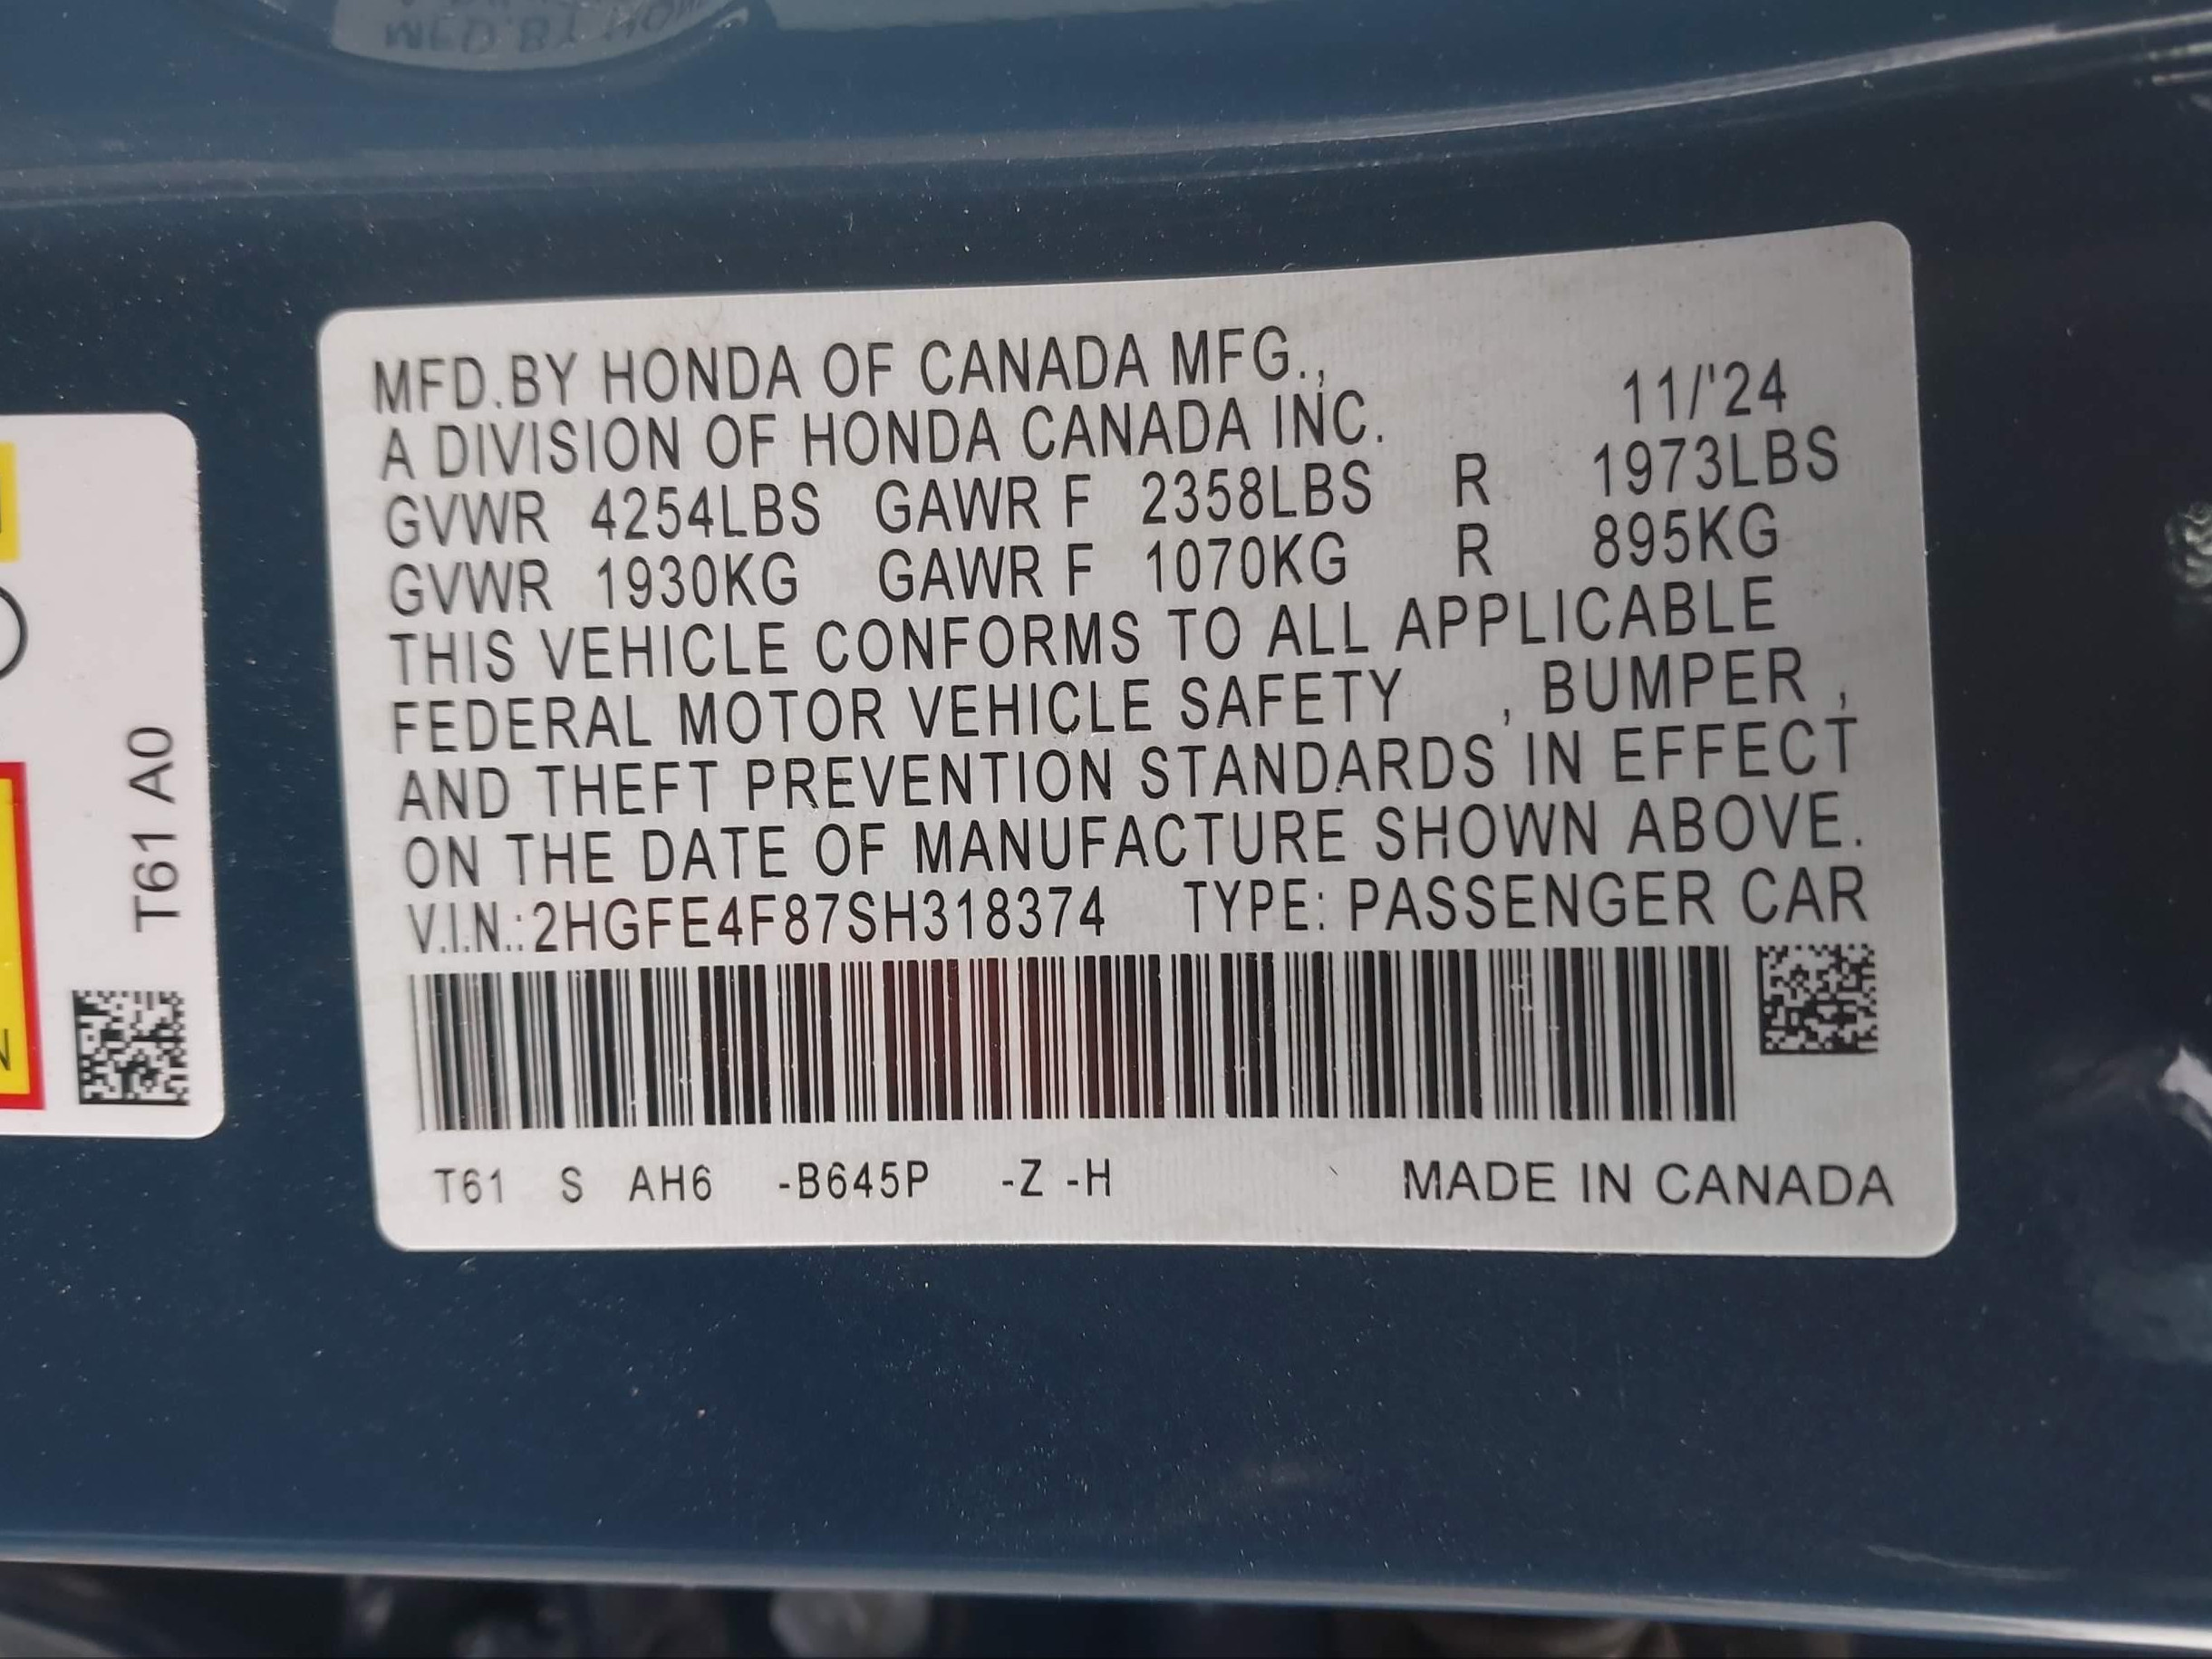 MFD.BY HONDA OF CANADA MFG.,
A DIVISION OF HONDA CANADA INC. 11/'24
GVWR 4254LBS GAWR F 2358LBS R 1973LBS
GVWR 1930KG GAWR F 1070KG R 895KG
THIS VEHICLE CONFORMS TO ALL APPLICABLE
FEDERAL MOTOR VEHICLE SAFETY , BUMPER ,
AND THEFT PREVENTION STANDARDS IN EFFECT
ON THE DATE OF MANUFACTURE SHOWN ABOVE.
V.I.N.:2HGFE4F87SH318374 TYPE: PASSENGER CAR
T61 S AH6 -B645P -Z -H MADE IN CANADA
T61 A0